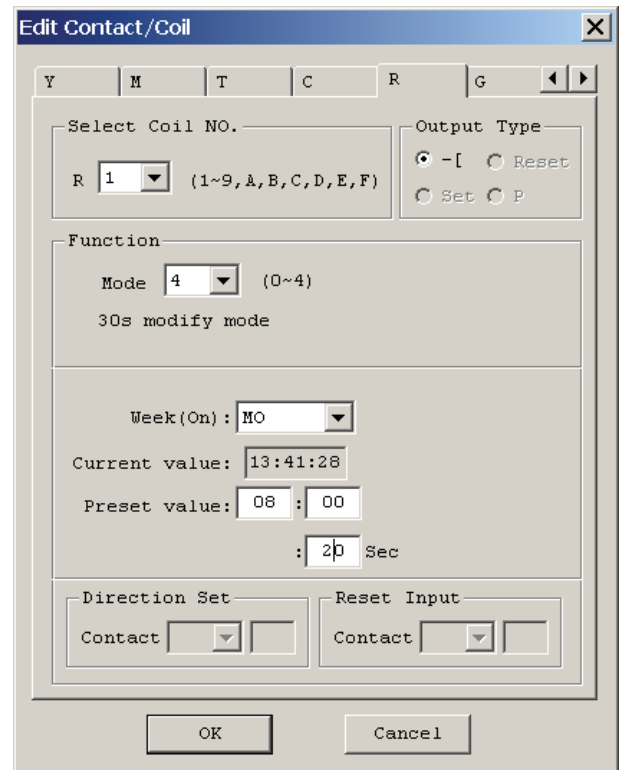 Edit Contact/Coil
Y M T C R G
Select Coil NO.
R 1 (1~9,A,B,C,D,E,F)
Output Type
-[ Reset
Set P
Function
Mode 4 (0~4)
30s modify mode
Week(On): MO
Current value: 13:41:28
Preset value: 08 : 00
: 20 Sec
Direction Set
Contact
Reset Input
Contact
OK Cancel